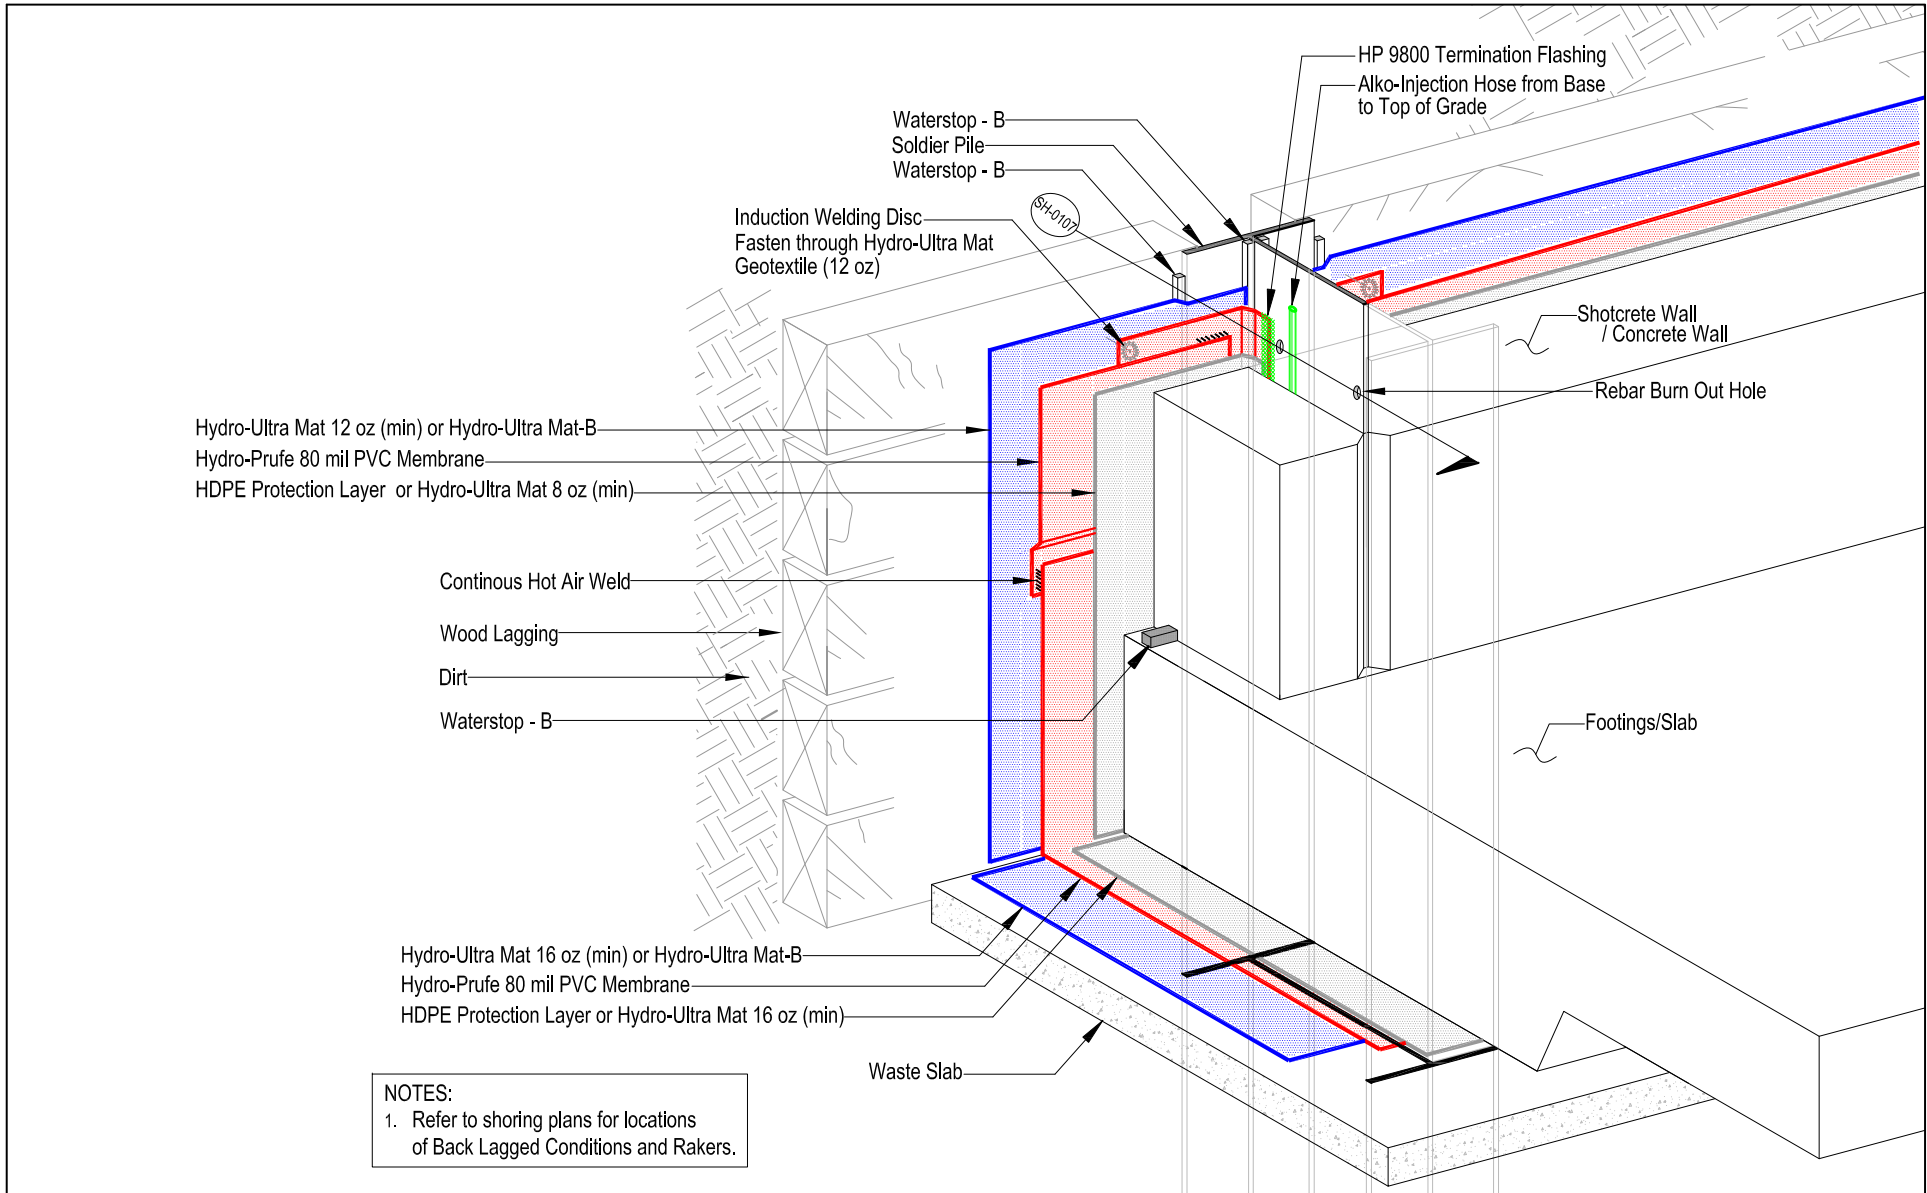 HP 9800 Termination Flashing
Alko-Injection Hose from Base
to Top of Grade
Waterstop - B
Soldier Pile
Waterstop - B
SH-0107
Induction Welding Disc
Fasten through Hydro-Ultra Mat
Geotextile (12 oz)
Shotcrete Wall
/ Concrete Wall
Rebar Burn Out Hole
Hydro-Ultra Mat 12 oz (min) or Hydro-Ultra Mat-B
Hydro-Prufe 80 mil PVC Membrane
HDPE Protection Layer or Hydro-Ultra Mat 8 oz (min)
Continous Hot Air Weld
Wood Lagging
Dirt
Waterstop - B
Footings/Slab
Hydro-Ultra Mat 16 oz (min) or Hydro-Ultra Mat-B
Hydro-Prufe 80 mil PVC Membrane
HDPE Protection Layer or Hydro-Ultra Mat 16 oz (min)
Waste Slab
NOTES:
1. Refer to shoring plans for locations
of Back Lagged Conditions and Rakers.